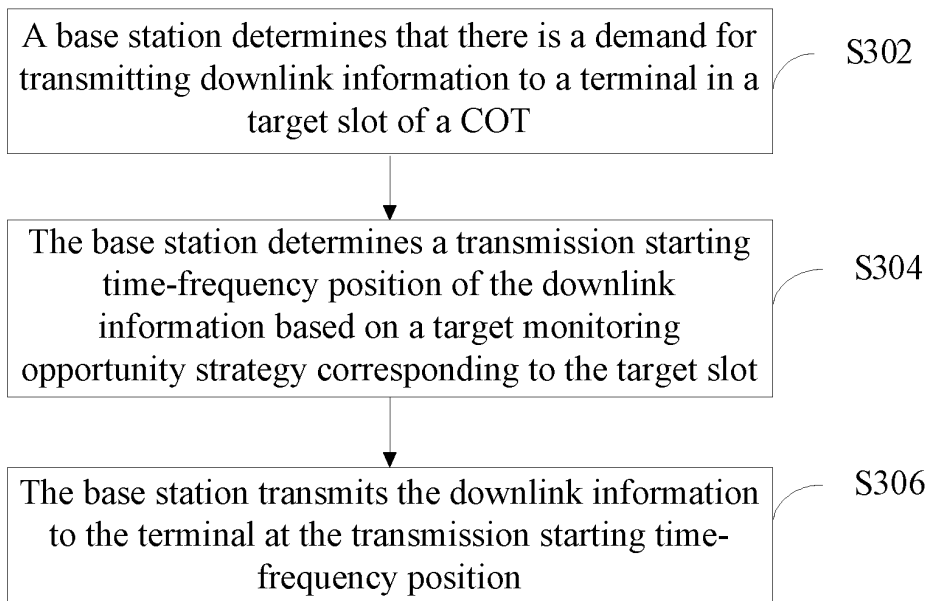 A base station determines that there is a demand for
transmitting downlink information to a terminal in a
target slot of a COT
S302
The base station determines a transmission starting
time-frequency position of the downlink
information based on a target monitoring
opportunity strategy corresponding to the target slot
S304
The base station transmits the downlink information
to the terminal at the transmission starting time-
frequency position
S306